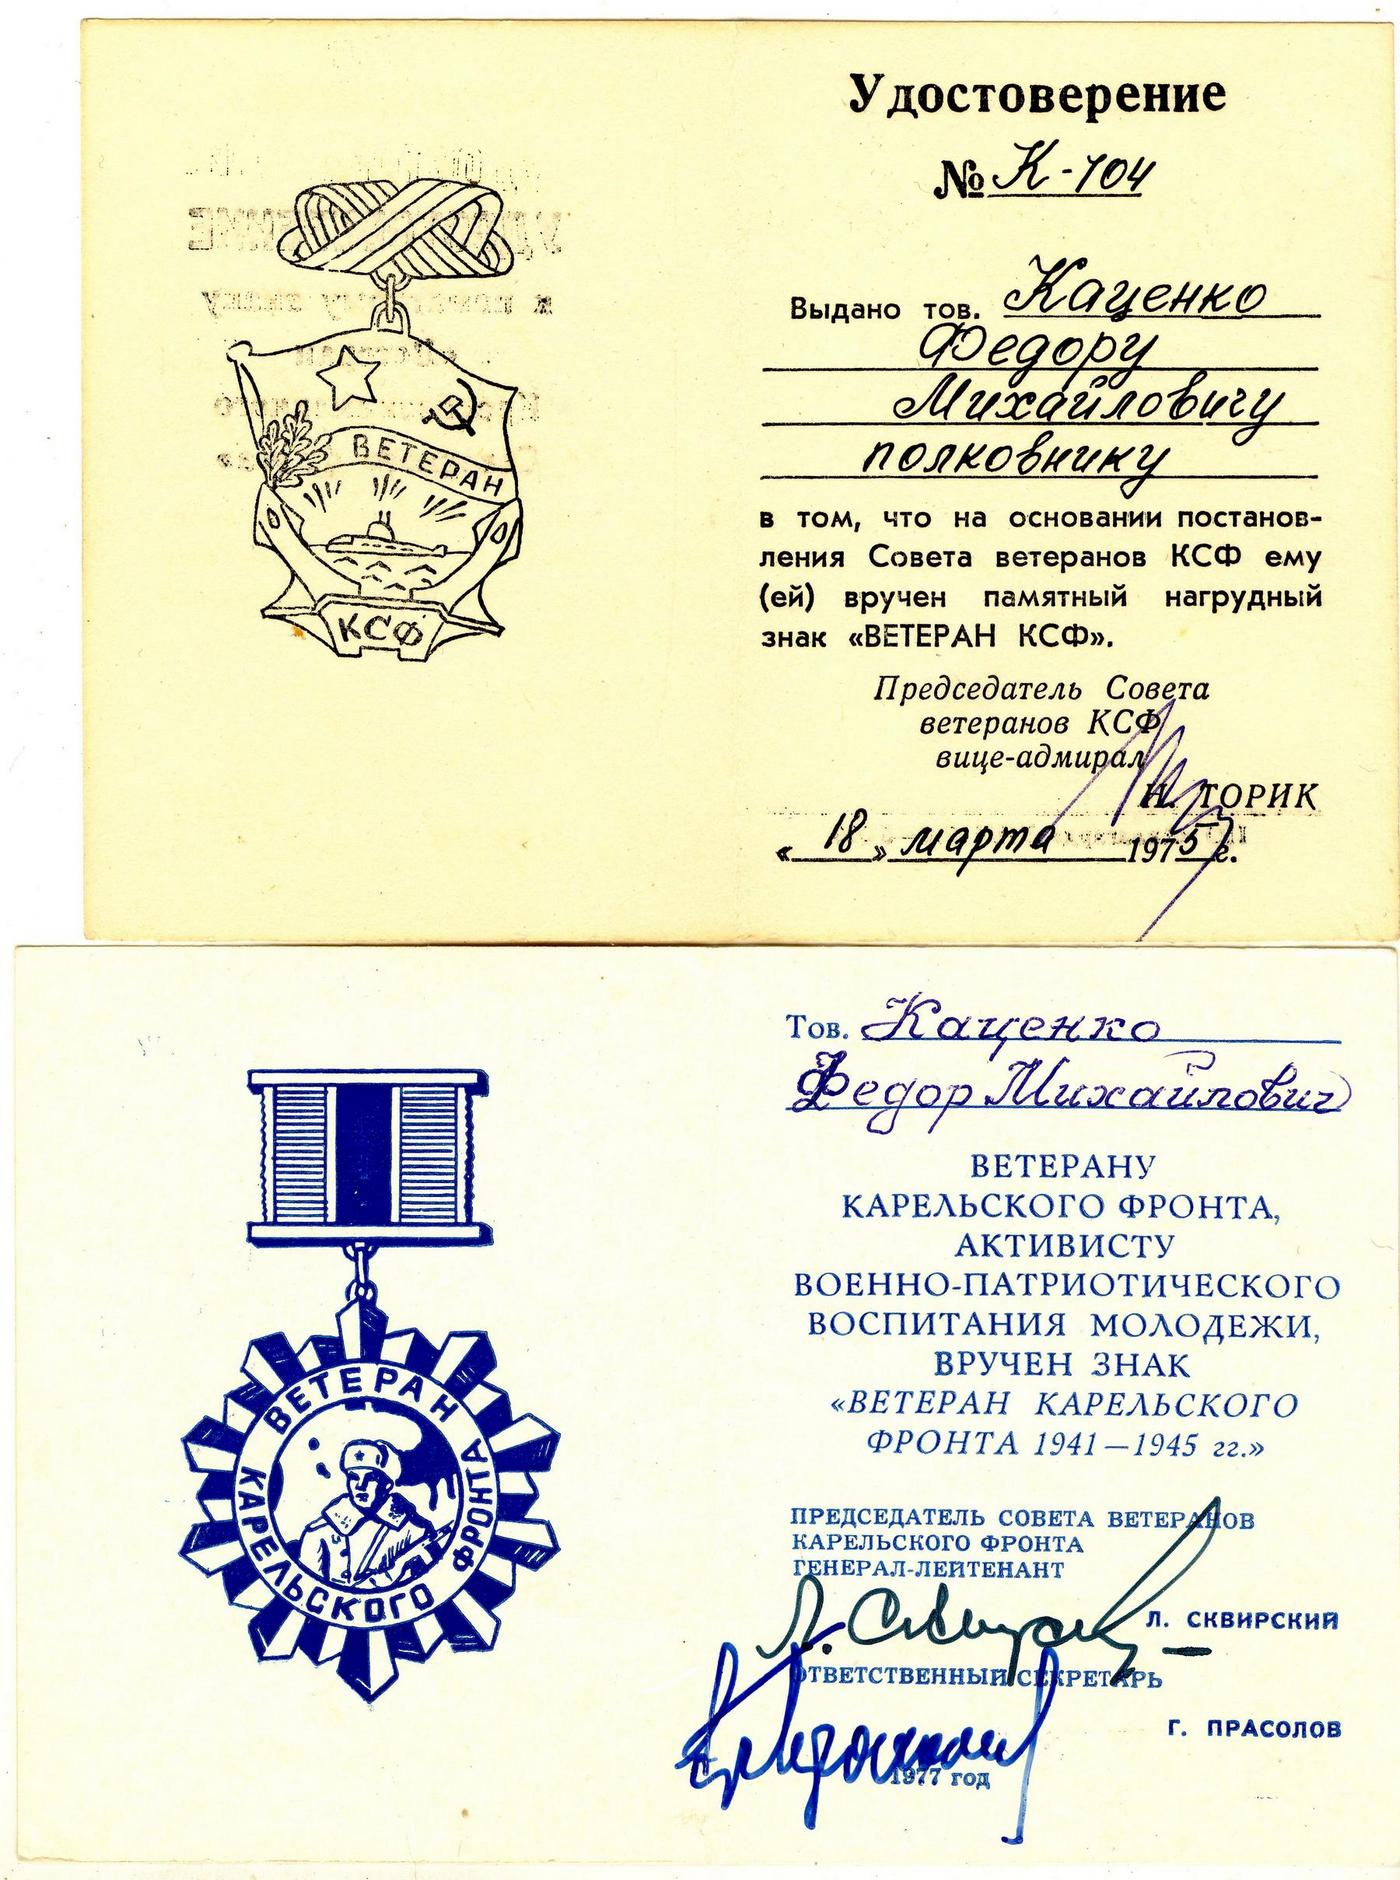 Удостоверение
№ К-104
Выдано тов. Каценко
Федору
Михайловичу
полковнику
в том, что на основании постанов-
ления Совета ветеранов КСФ ему
(ей) вручен памятный нагрудный
знак «ВЕТЕРАН КСФ».
Председатель Совета
ветеранов КСФ
вице-адмирал
Н. ТОРИК
«18» марта 1975 г.
ВЕТЕРАН
КСФ
Тов. Каценко
Федор Михайлович
ВЕТЕРАНУ
КАРЕЛЬСКОГО ФРОНТА,
АКТИВИСТУ
ВОЕННО-ПАТРИОТИЧЕСКОГО
ВОСПИТАНИЯ МОЛОДЕЖИ,
ВРУЧЕН ЗНАК
«ВЕТЕРАН КАРЕЛЬСКОГО
ФРОНТА 1941—1945 гг.»
ПРЕДСЕДАТЕЛЬ СОВЕТА ВЕТЕРАНОВ
КАРЕЛЬСКОГО ФРОНТА
ГЕНЕРАЛ-ЛЕЙТЕНАНТ
Л. СКВИРСКИЙ
ОТВЕТСТВЕННЫЙ СЕКРЕТАРЬ
Г. ПРАСОЛОВ
1977 год
ВЕТЕРАН
КАРЕЛЬСКОГО ФРОНТА